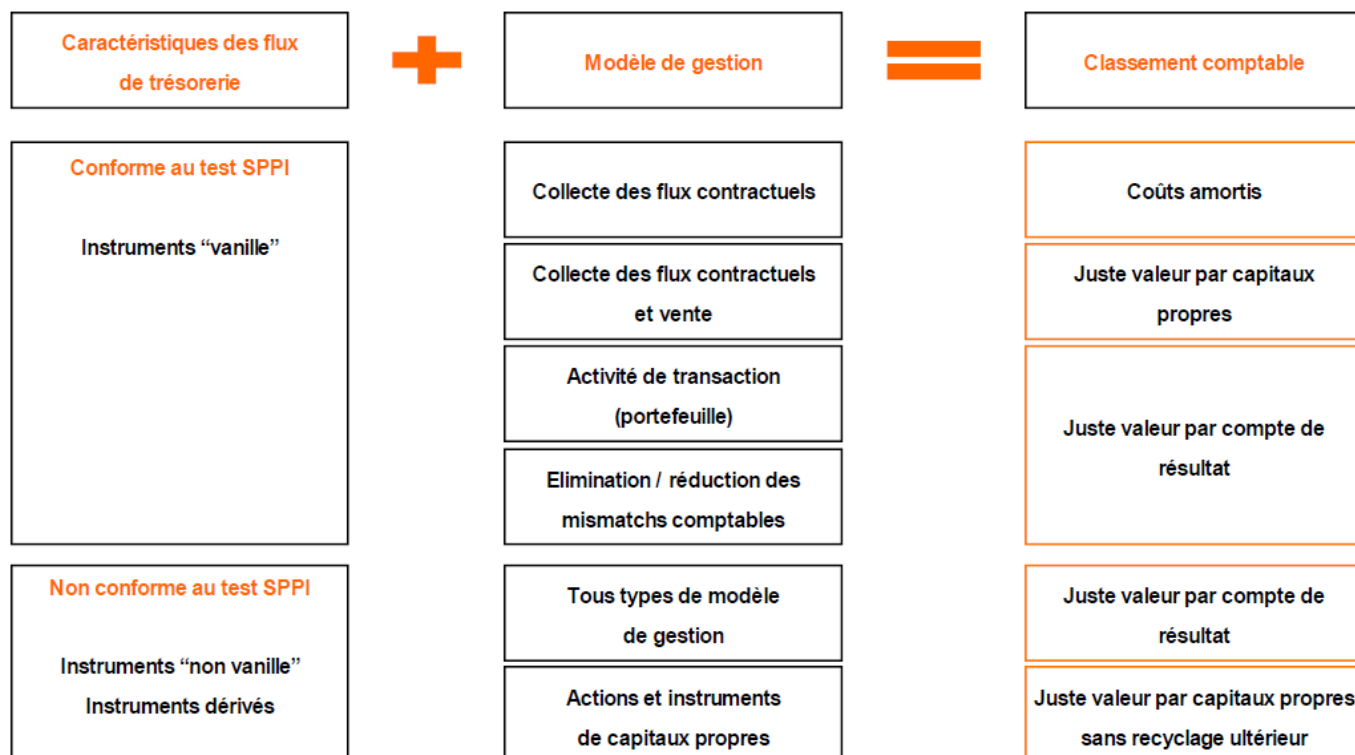 Caractéristiques des flux
de trésorerie
Modèle de gestion
Classement comptable
Conforme au test SPPI
Instruments “vanille”
Collecte des flux contractuels
Coûts amortis
Collecte des flux contractuels
et vente
Juste valeur par capitaux
propres
Activité de transaction
(portefeuille)
Elimination / réduction des
mismatchs comptables
Juste valeur par compte de
résultat
Non conforme au test SPPI
Instruments “non vanille”
Instruments dérivés
Tous types de modèle
de gestion
Juste valeur par compte de
résultat
Actions et instruments
de capitaux propres
Juste valeur par capitaux propres
sans recyclage ultérieur